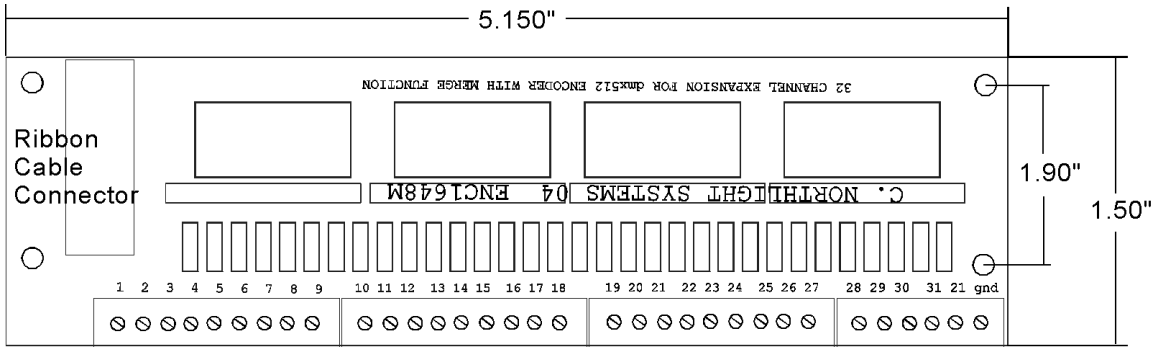 5.150"
32 CHANNEL EXPANSION FOR dmx512 ENCODER WITH MERGE FUNCTION
Ribbon
Cable
Connector
C. NORTHLIGHT SYSTEMS 04 ENC1648M
1.90"
1.50"
1 2 3 4 5 6 7 8 9 10 11 12 13 14 15 16 17 18 19 20 21 22 23 24 25 26 27 28 29 30 31 21 gnd